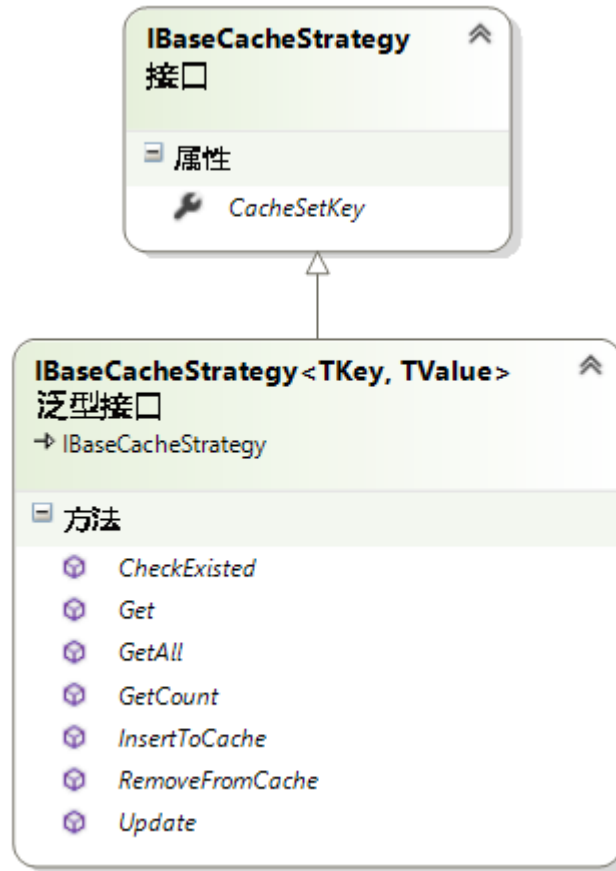 IBaseCacheStrategy
接口
属性
CacheSetKey
IBaseCacheStrategy<TKey, TValue>
泛型接口
IBaseCacheStrategy
方法
CheckExisted
Get
GetAll
GetCount
InsertToCache
RemoveFromCache
Update